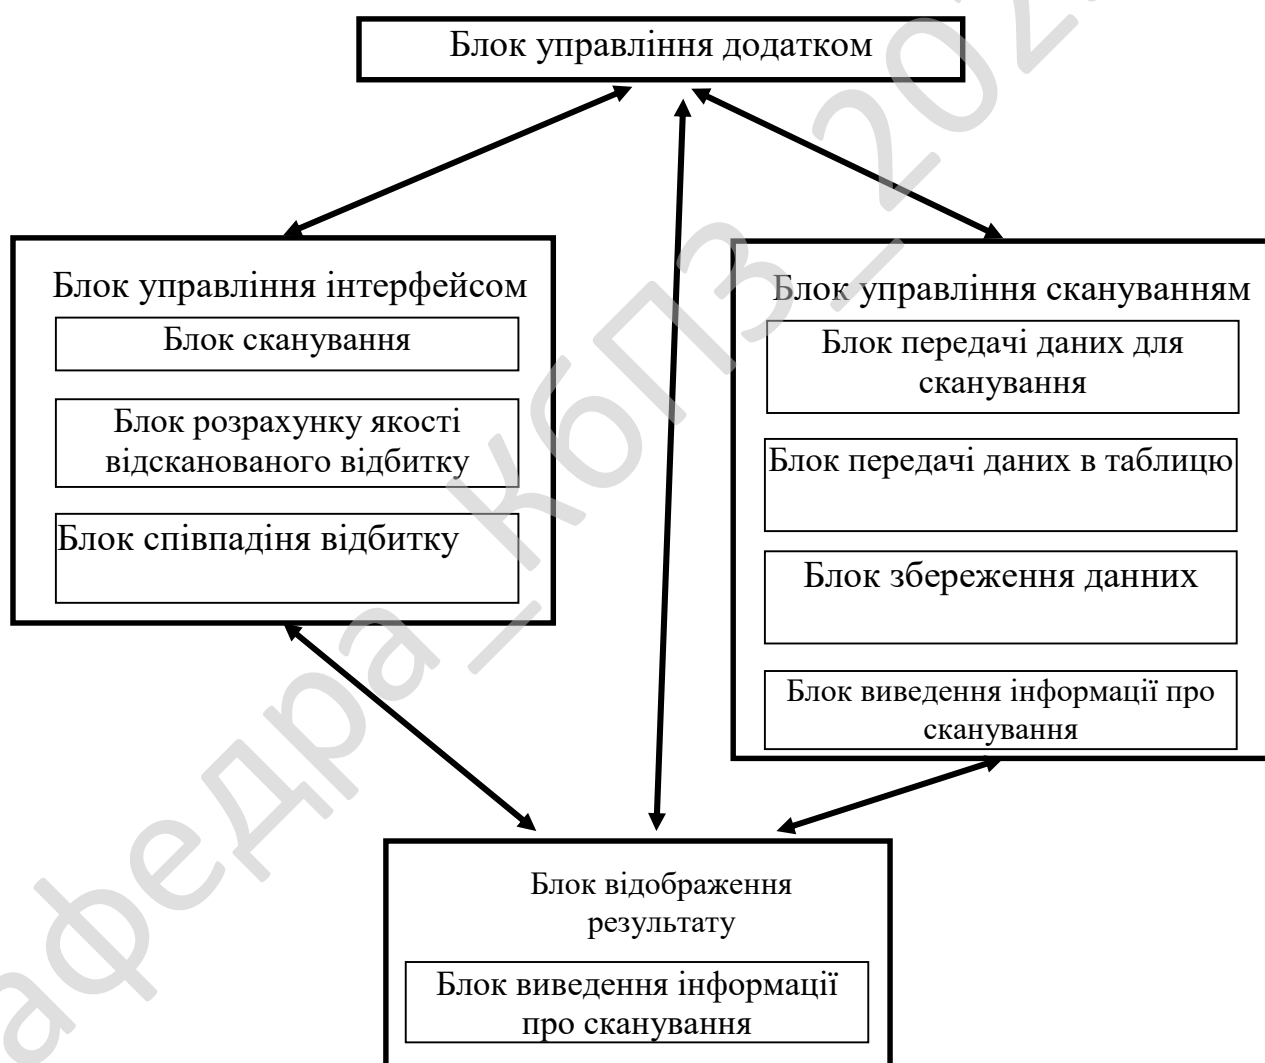 Блок управління додатком
Блок управління інтерфейсом
Блок сканування
Блок розрахунку якості
відсканованого відбитку
Блок співпадіня відбитку
Блок управління скануванням
Блок передачі даних для
сканування
Блок передачі даних в таблицю
Блок збереження данних
Блок виведення інформації про
сканування
Блок відображення
результату
Блок виведення інформації
про сканування
афедра_КбПЗ_202